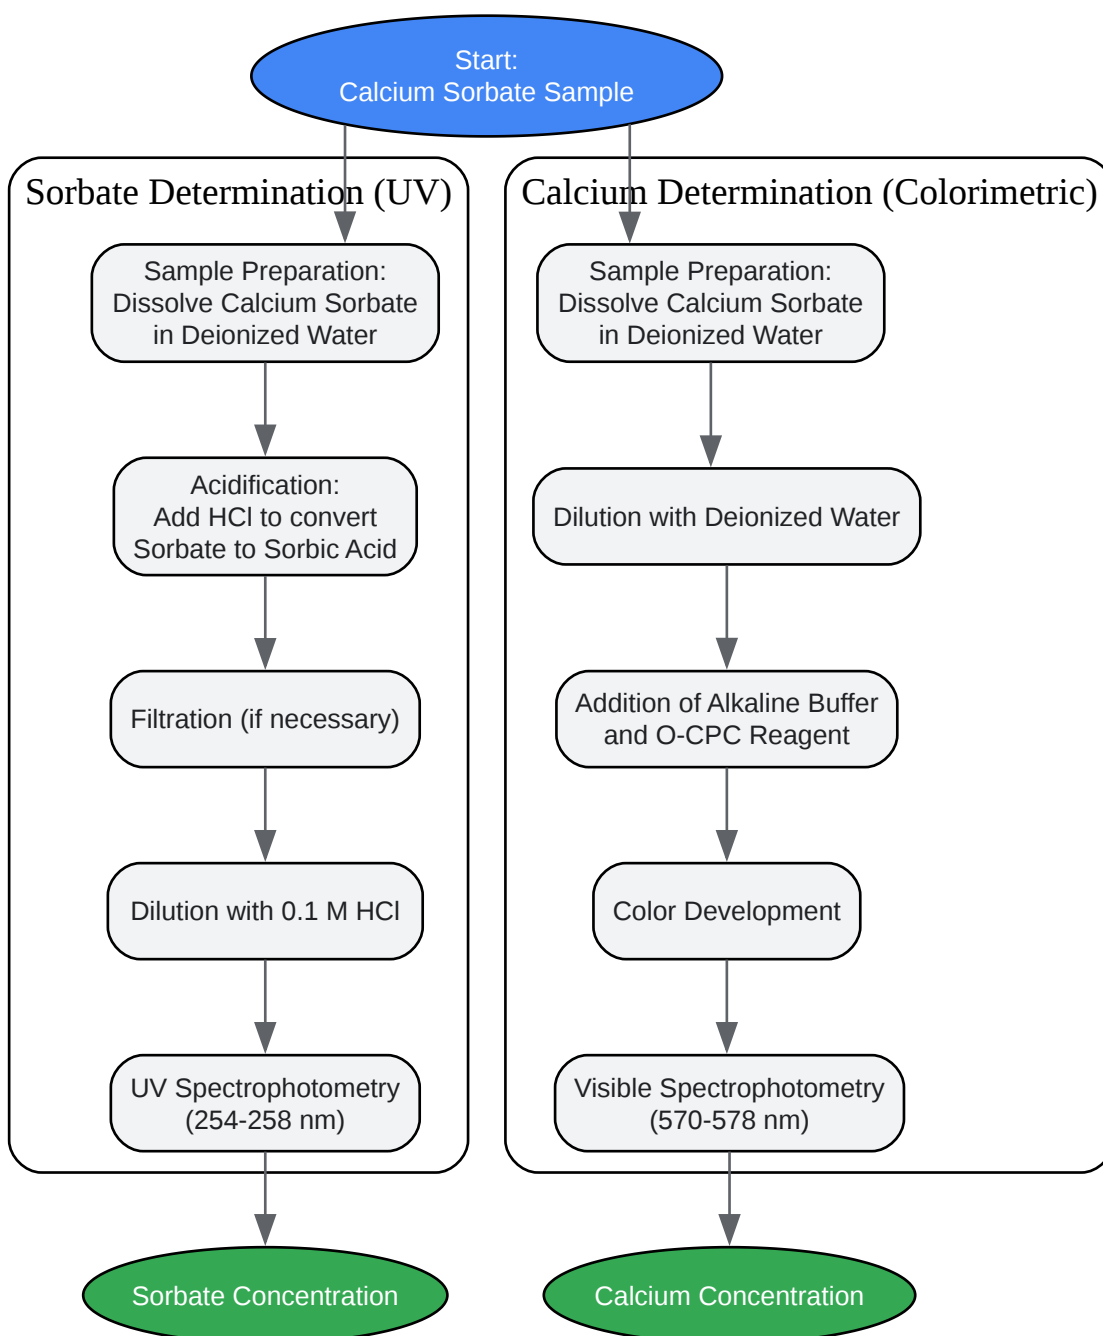 Start:
Calcium Sorbate Sample
Sorbate Determination (UV)
Sample Preparation:
Dissolve Calcium Sorbate
in Deionized Water
Acidification:
Add HCl to convert
Sorbate to Sorbic Acid
Filtration (if necessary)
Dilution with 0.1 M HCl
UV Spectrophotometry
(254-258 nm)
Sorbate Concentration
Calcium Determination (Colorimetric)
Sample Preparation:
Dissolve Calcium Sorbate
in Deionized Water
Dilution with Deionized Water
Addition of Alkaline Buffer
and O-CPC Reagent
Color Development
Visible Spectrophotometry
(570-578 nm)
Calcium Concentration